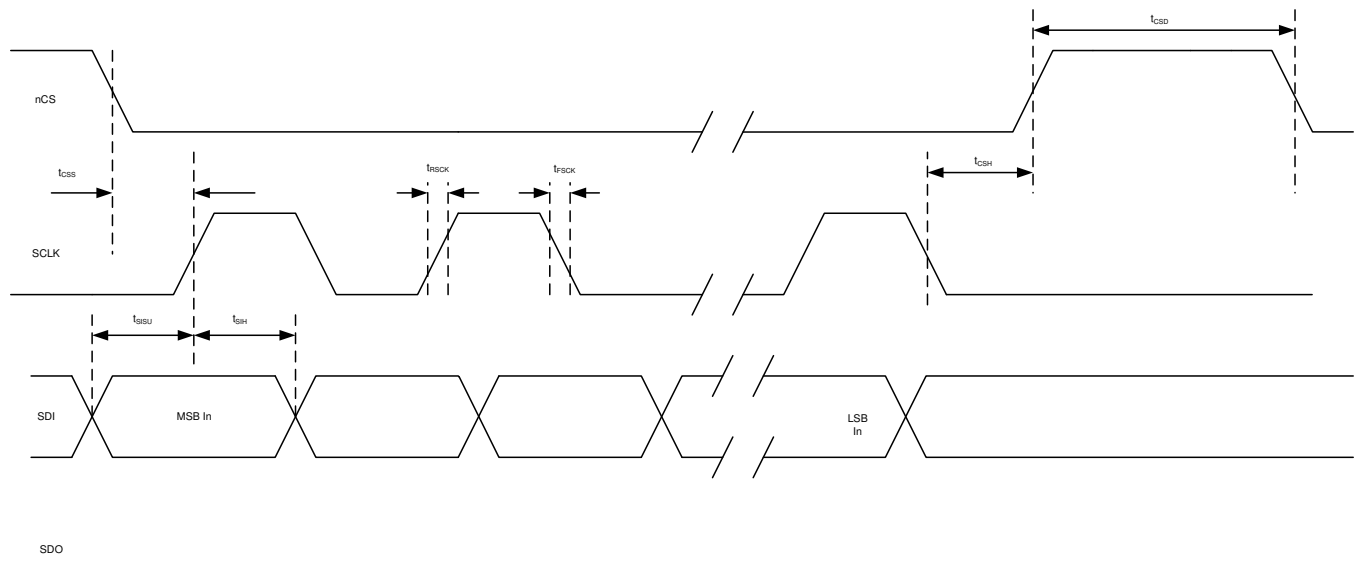 tCSD
nCS
tCSS
tRSCK
tFSCK
tCSH
SCLK
tSISU
tSIH
SDI
MSB In
LSB
In
SDO